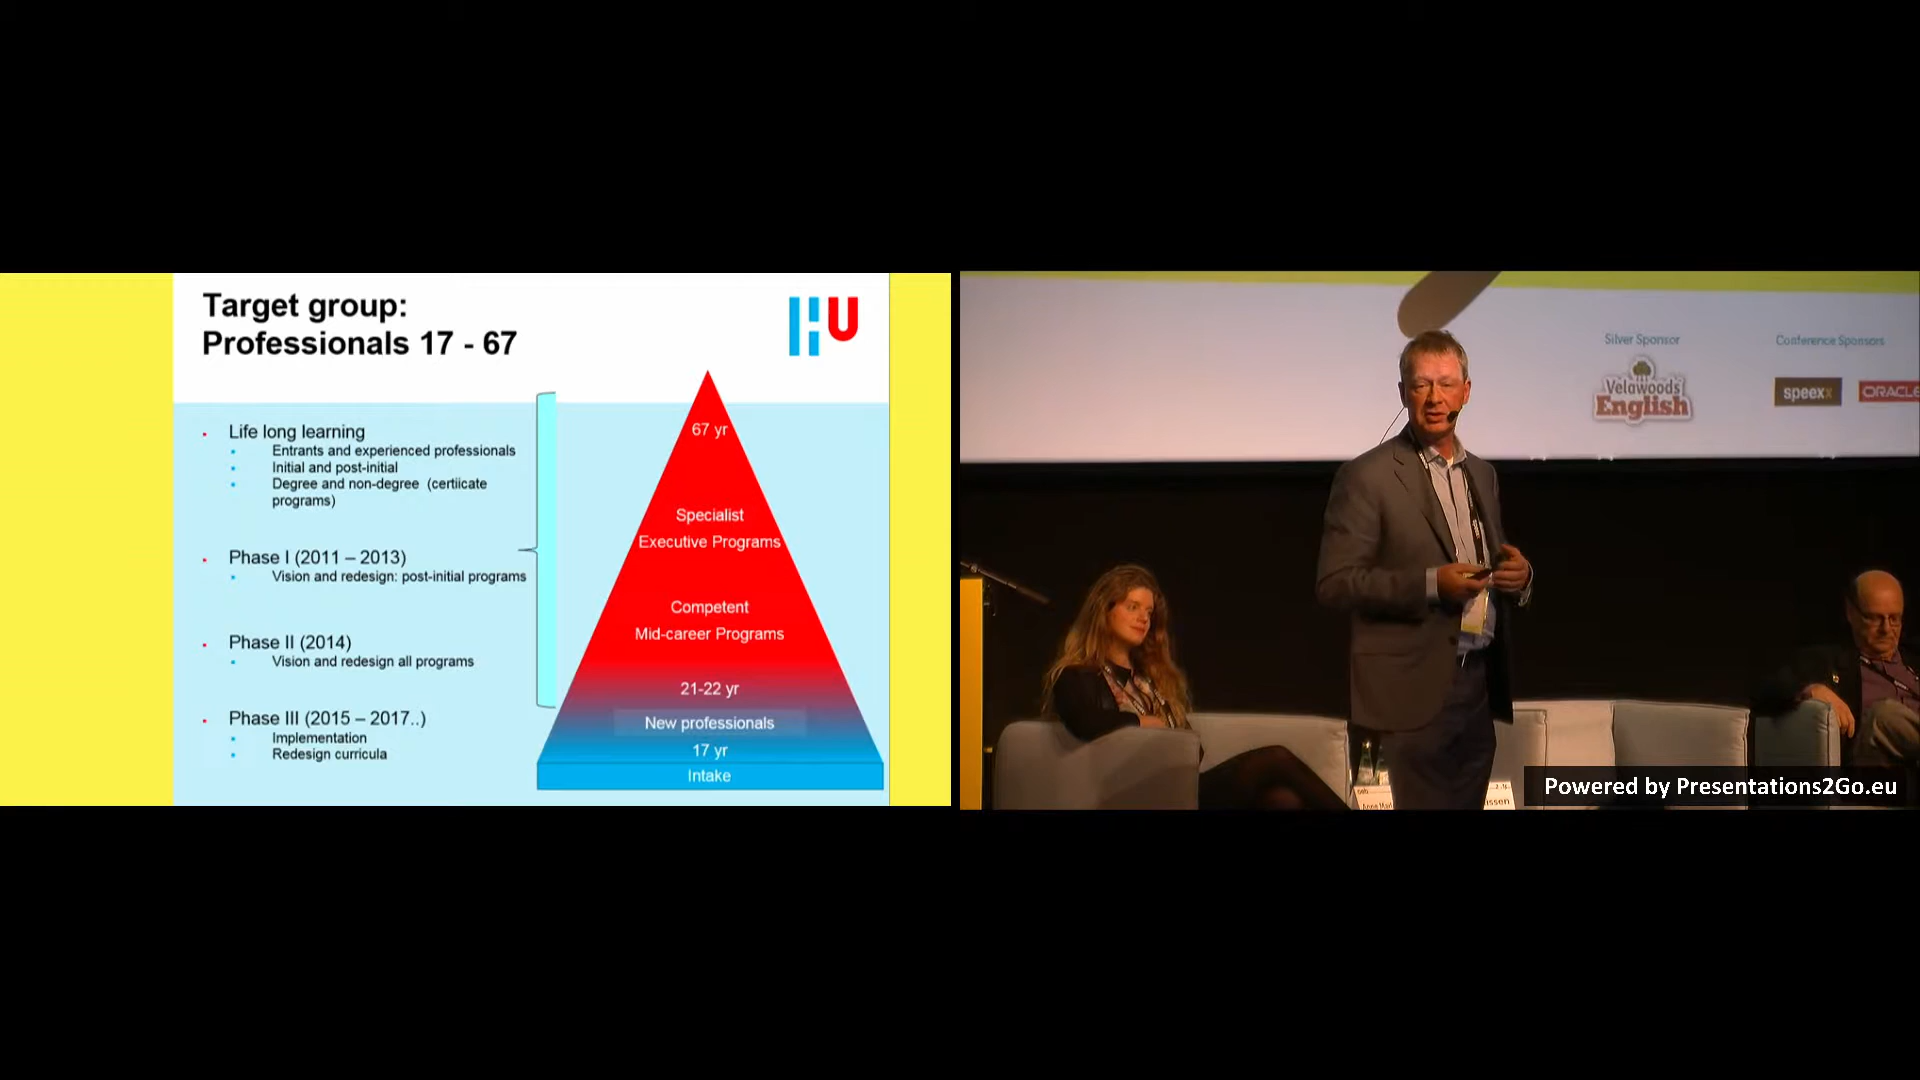 Target group:
Professionals 17 - 67
HU
Life long learning
Entrants and experienced professionals
Initial and post-initial
Degree and non-degree (certiicate
programs)
Phase I (2011 – 2013)
Vision and redesign: post-initial programs
Phase II (2014)
Vision and redesign all programs
Phase III (2015 – 2017..)
Implementation
Redesign curricula
67 yr
Specialist
Executive Programs
Competent
Mid-career Programs
21-22 yr
New professionals
17 yr
Intake
Silver Sponsor
Velawoods
English
Conference Sponsors
speexx
ORACLE
Powered by Presentations2Go.eu